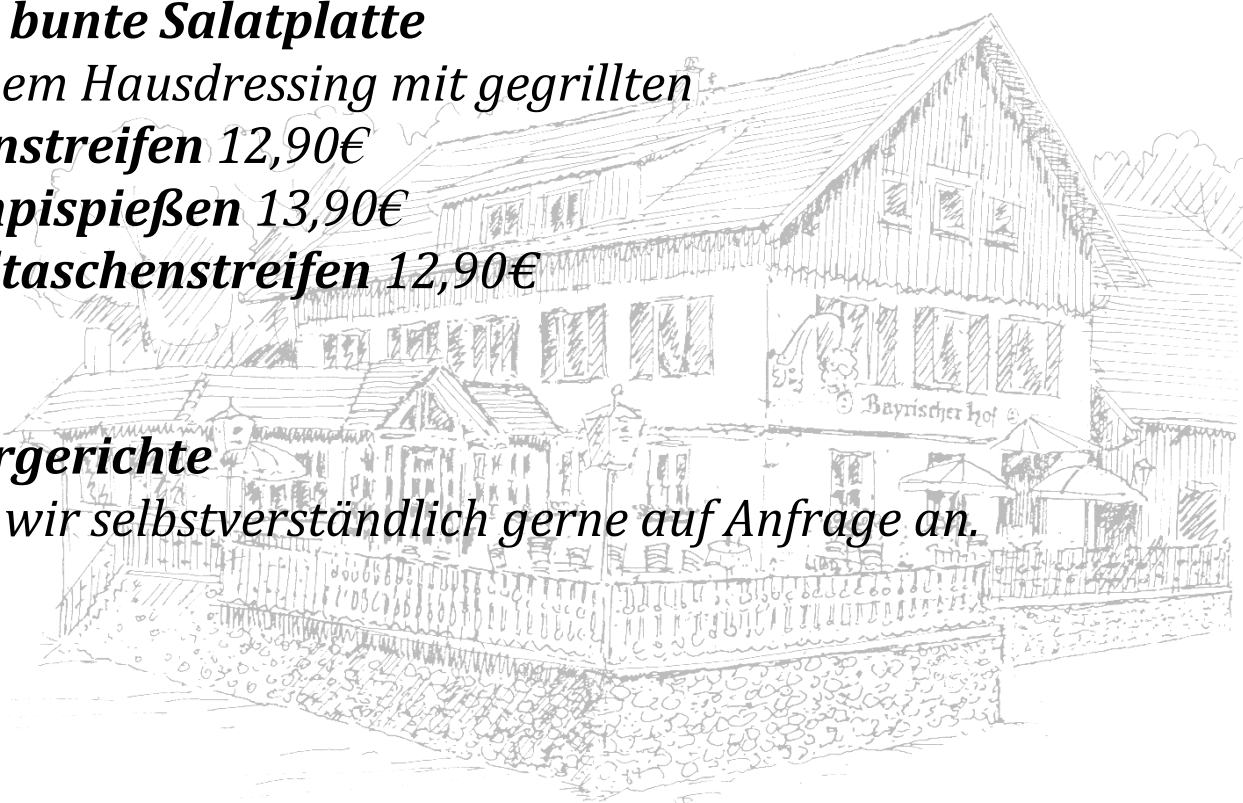 bunte Salatplatte
em Hausdressing mit gegrillten
nstreifen 12,90€
pispießen 13,90€
taschenstreifen 12,90€
rgerichte
wir selbstverständlich gerne auf Anfrage an.
Bayrischer Hof